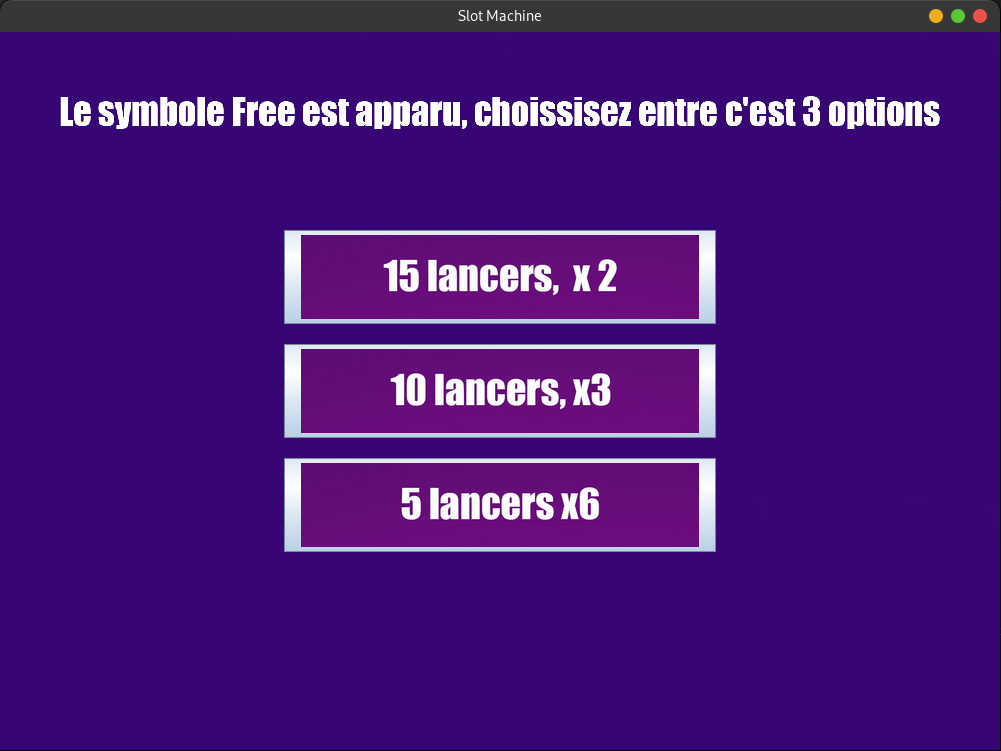 Slot Machine
Le symbole Free est apparu, choissisez entre c'est 3 options
15 lancers,  x 2
10 lancers, x3
5 lancers x6